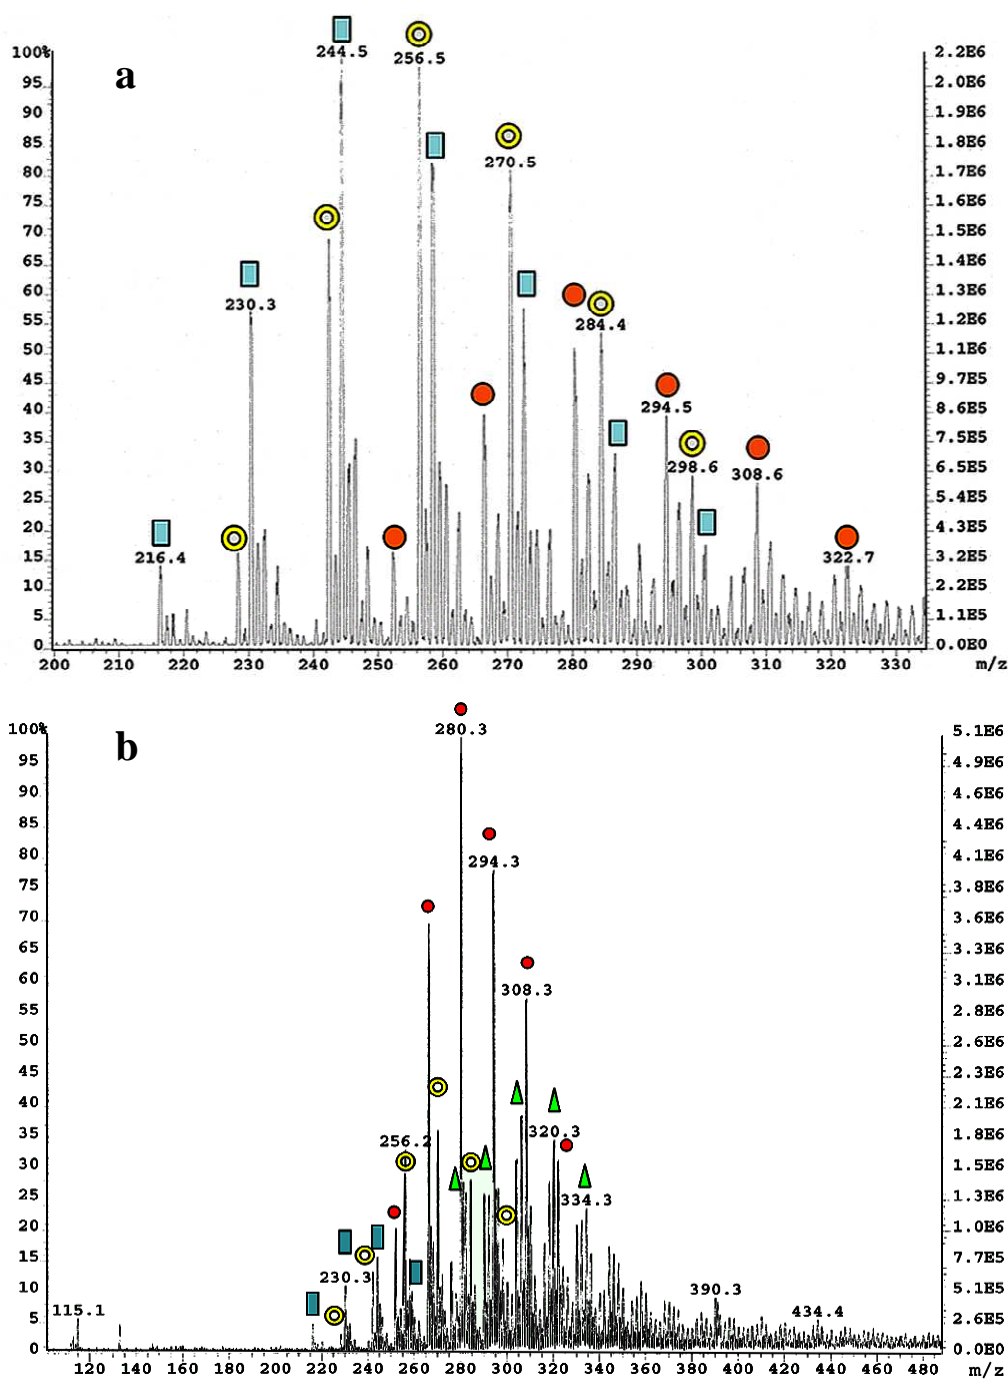 244.5
256.5
100% 2.2E6
a
95 2.0E6
90 1.9E6
85 1.8E6
270.5
80 1.7E6
75 1.6E6
70 1.5E6
65 1.4E6
230.3
60 1.3E6
284.4
55 1.2E6
50 1.1E6
45 9.7E5
294.5
40 8.6E5
35 7.5E5
298.6
308.6
30 6.5E5
25 5.4E5
20 4.3E5
216.4
322.7
15 3.2E5
10 2.2E5
5 1.1E5
0 0.0E0
200 210 220 230 240 250 260 270 280 290 300 310 320 330
m/z
280.3
100% 5.1E6
b
95 4.9E6
90 4.6E6
85 4.4E6
294.3
80 4.1E6
75 3.8E6
70 3.6E6
65 3.3E6
60 3.1E6
308.3
55 2.8E6
50 2.6E6
45 2.3E6
40 2.1E6
35 1.8E6
256.2
320.3
30 1.5E6
25 1.3E6
334.3
20 1.0E6
15 7.7E5
230.3
10 5.1E5
390.3
115.1
434.4
5 2.6E5
0 0.0E0
120 140 160 180 200 220 240 260 280 300 320 340 360 380 400 420 440 460 480
m/z